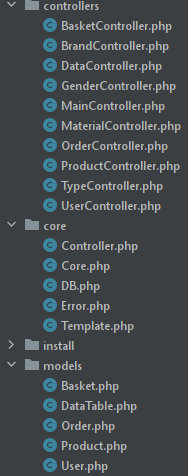 controllers
BasketController.php
BrandController.php
DataController.php
GenderController.php
MainController.php
MaterialController.php
OrderController.php
ProductController.php
TypeController.php
UserController.php
core
Controller.php
Core.php
DB.php
Error.php
Template.php
install
models
Basket.php
DataTable.php
Order.php
Product.php
User.php